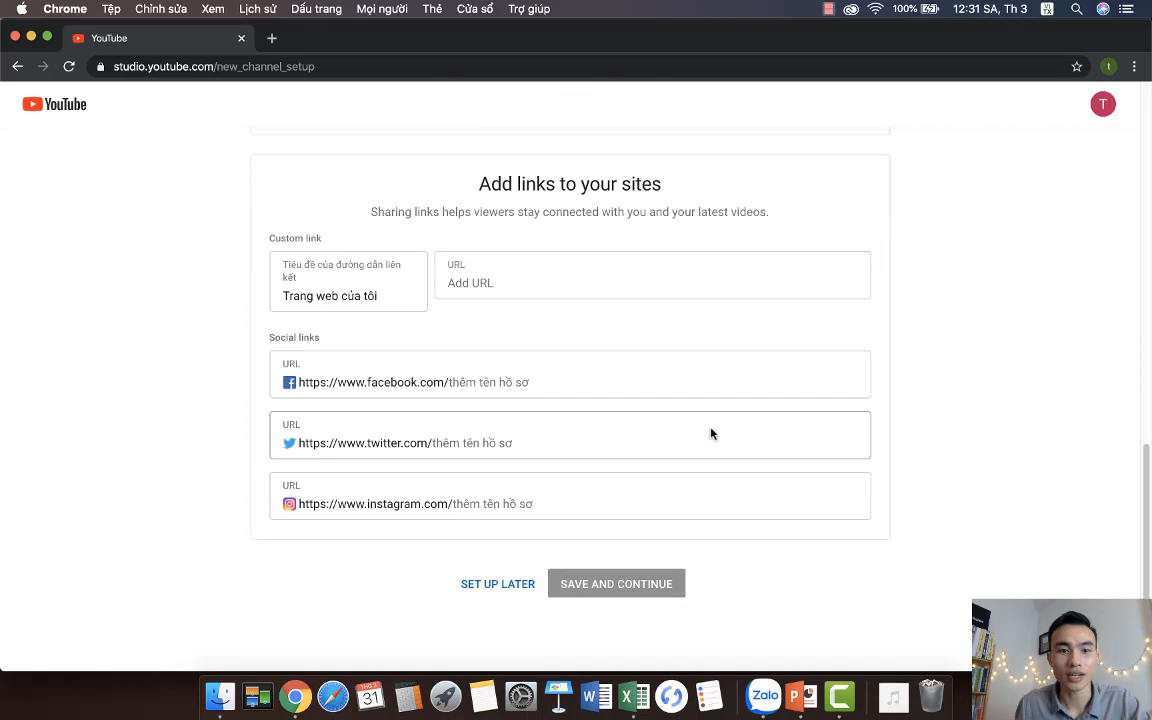 Chrome Tệp Chỉnh sửa Xem Lịch sử Dấu trang Mọi người Thẻ Cửa sổ Trợ giúp 100% 12:31 SA, Th 3 VI TX
YouTube
studio.youtube.com/new_channel_setup t
YouTube T
Add links to your sites
Sharing links helps viewers stay connected with you and your latest videos.
Custom link
Tiêu đề của đường dẫn liên
kết
Trang web của tôi
URL
Add URL
Social links
URL
https://www.facebook.com/thêm tên hồ sơ
URL
https://www.twitter.com/thêm tên hồ sơ
URL
https://www.instagram.com/thêm tên hồ sơ
SET UP LATER SAVE AND CONTINUE
31 Zalo